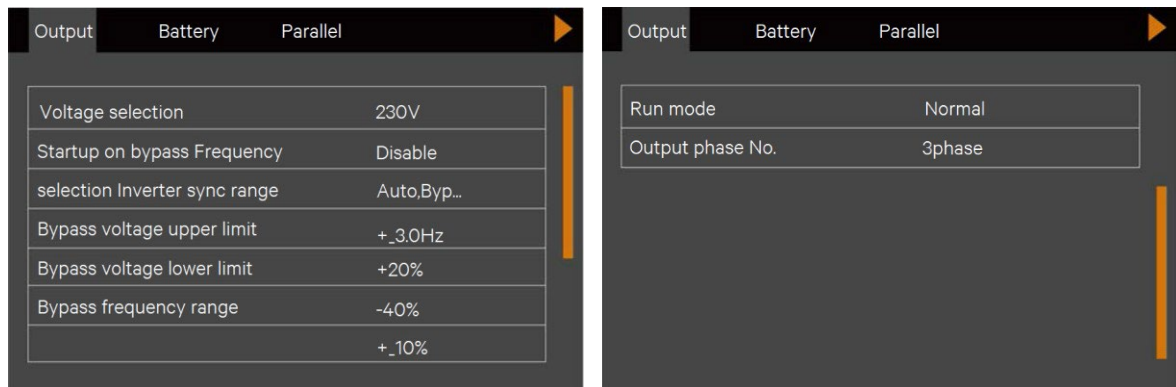 Output Battery Parallel
Voltage selection 230V
Startup on bypass Frequency Disable
selection Inverter sync range Auto,Byp...
Bypass voltage upper limit +_3.0Hz
Bypass voltage lower limit +20%
Bypass frequency range -40%
+_10%
Output Battery Parallel
Run mode Normal
Output phase No. 3phase